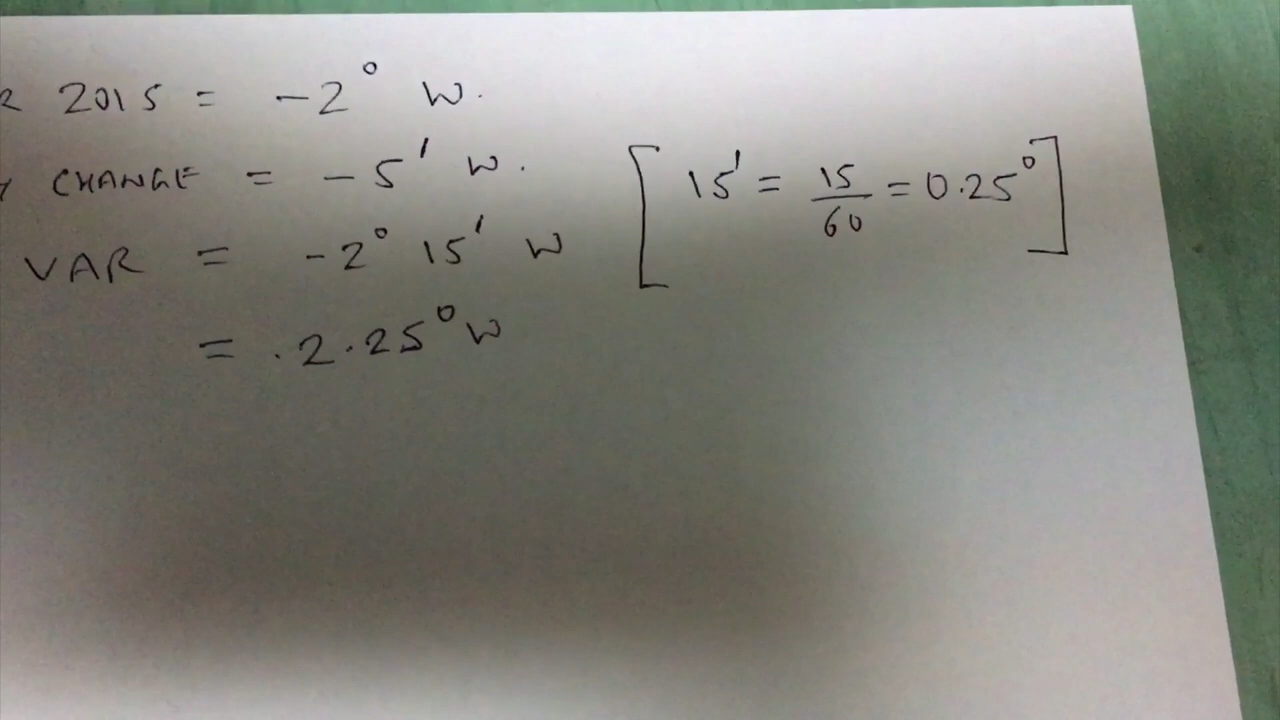 R 2015 = -2° W.
Y CHANGE = -5' W.
VAR = -2° 15' W
= .2.25° W
[ 15' = 15/60 = 0.25° ]